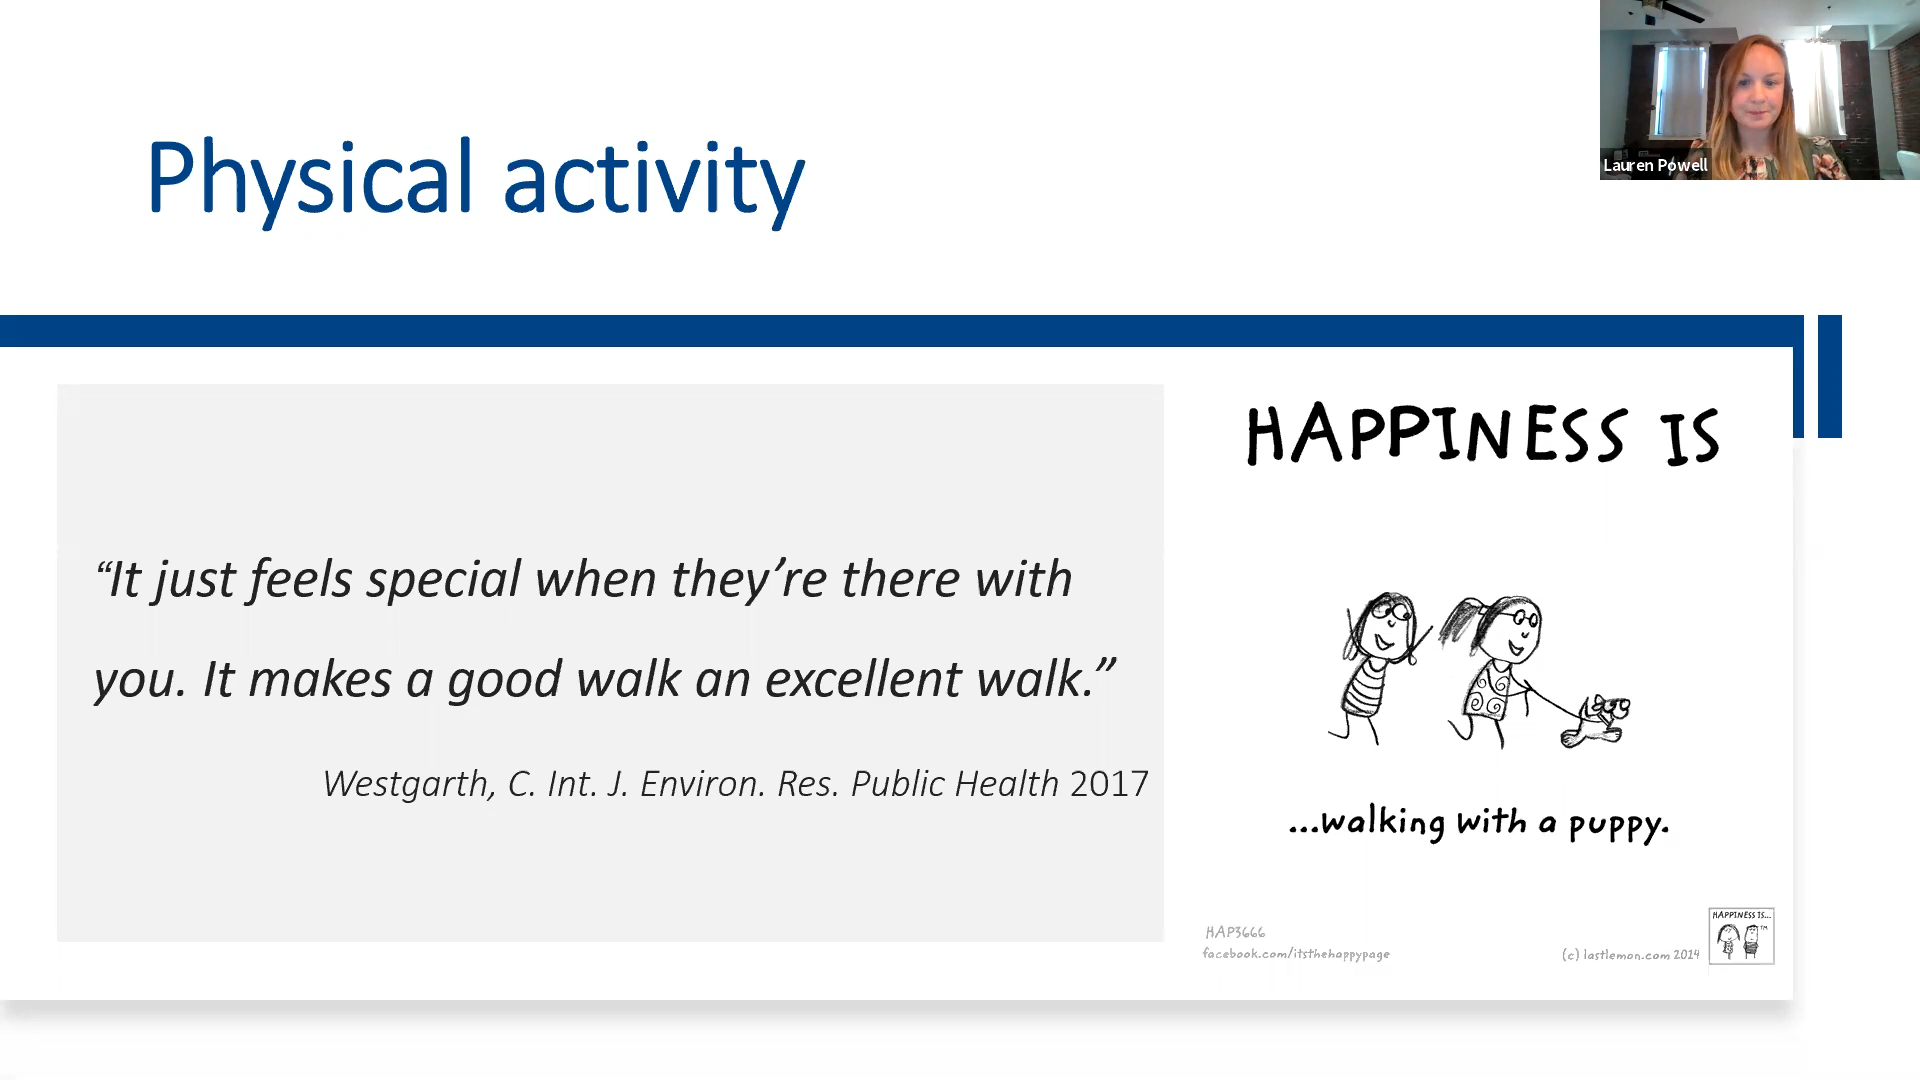 Physical activity
Lauren Powell
“It just feels special when they’re there with
you. It makes a good walk an excellent walk.”
Westgarth, C. Int. J. Environ. Res. Public Health 2017
HAPPINESS IS
...walking with a puppy.
HAP3666
facebook.com/itsthehappypage
(c) lastlemon.com 2014
HAPPINESS IS...
TM